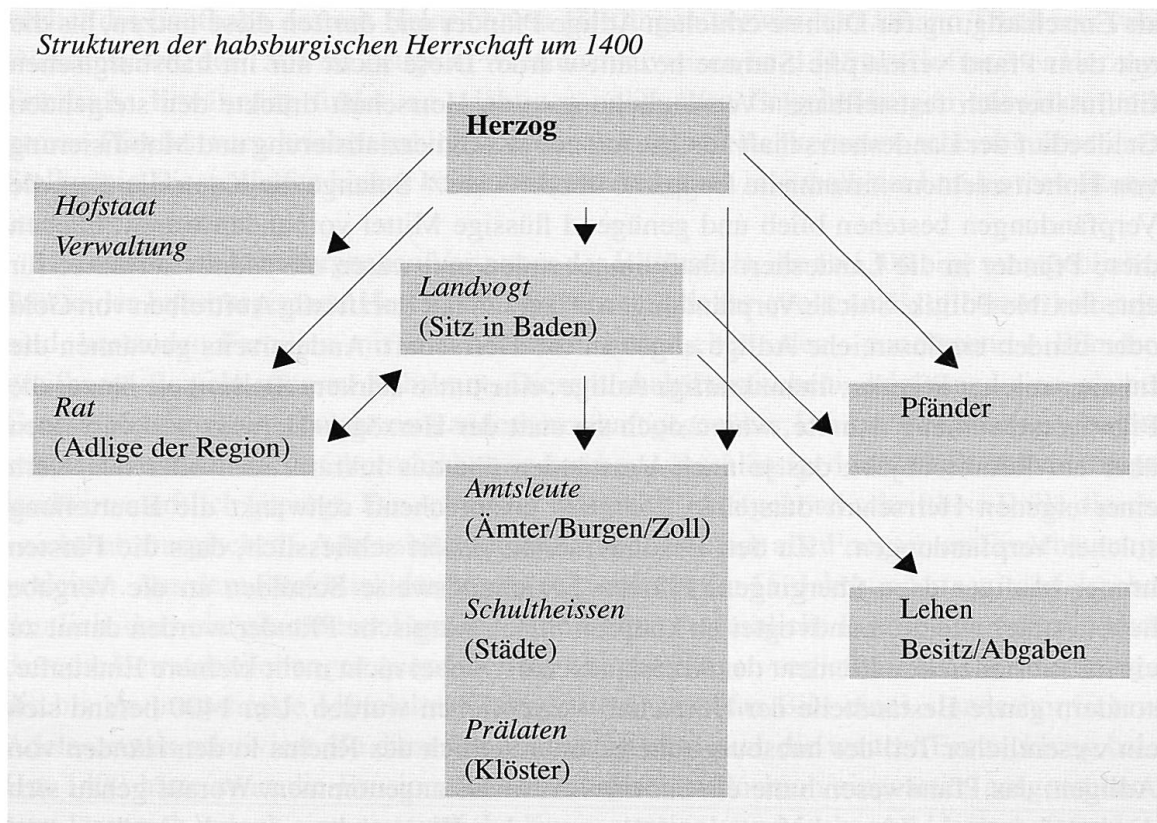 Strukturen der habsburgischen Herrschaft um 1400
Herzog
Hofstaat
Verwaltung
Landvogt
(Sitz in Baden)
Rat
(Adlige der Region)
Pfänder
Amtsleute
(Ämter/Burgen/Zoll)
Schultheissen
(Städte)
Lehen
Besitz/Abgaben
Prälaten
(Klöster)